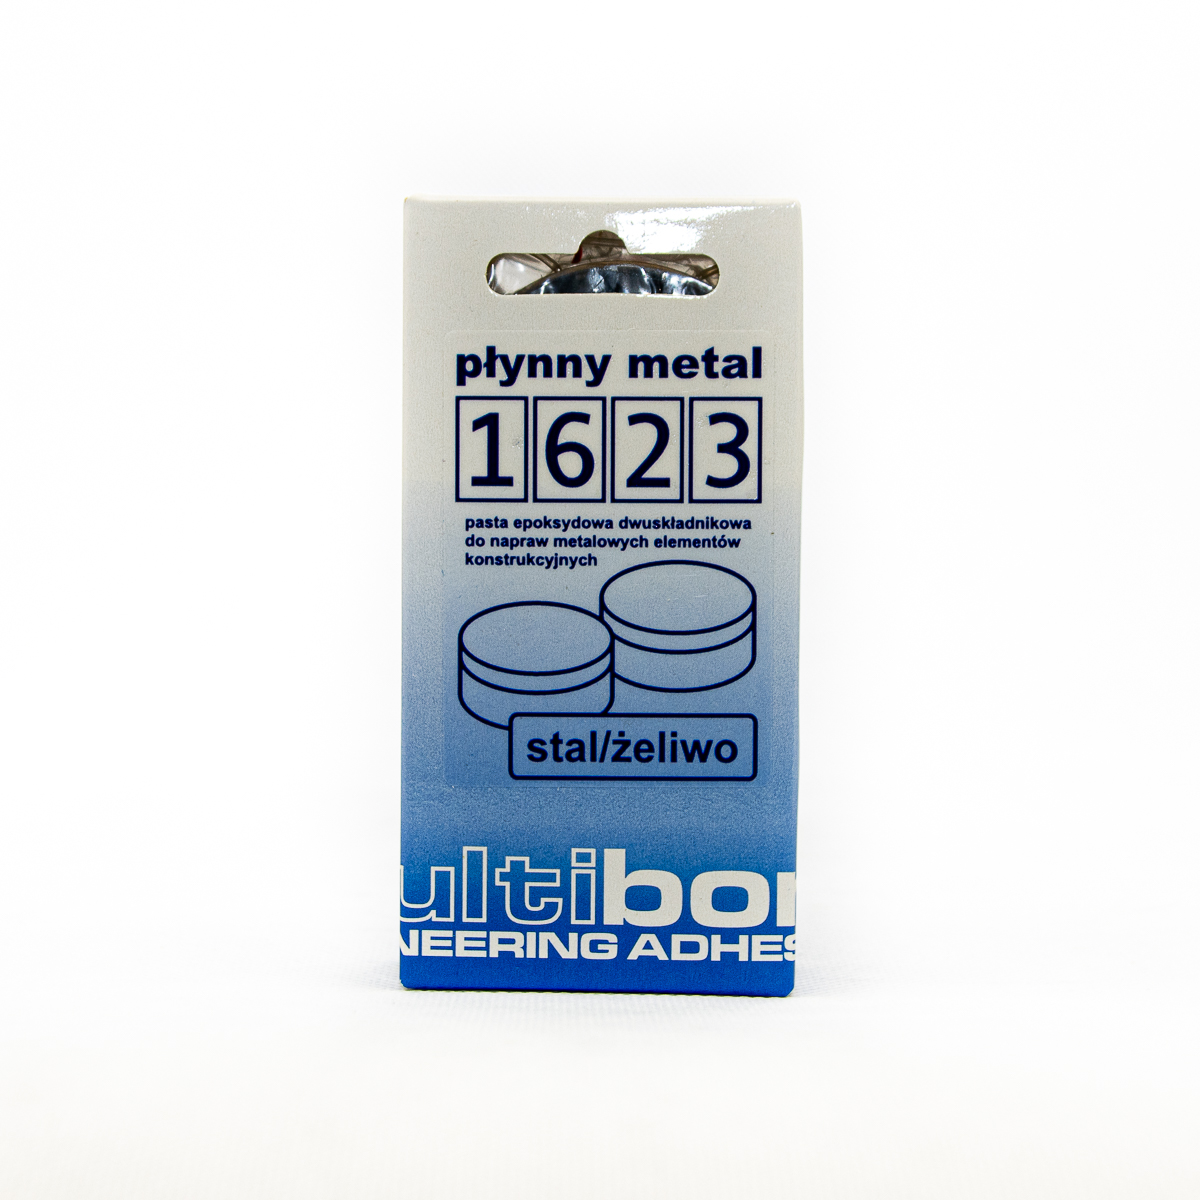 płynny metal
1623
pasta epoksydowa dwuskładnikowa
do napraw metalowych elementów
konstrukcyjnych
stal/żeliwo
ultibon
NEERING ADHES